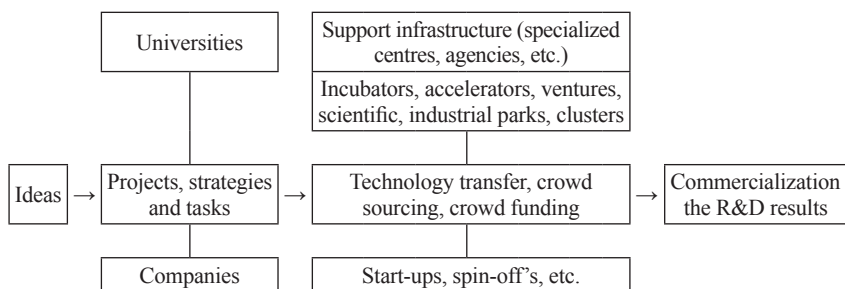 Universities
Support infrastructure (specialized
centres, agencies, etc.)
Incubators, accelerators, ventures,
scientific, industrial parks, clusters
Ideas
Projects, strategies
and tasks
Technology transfer, crowd
sourcing, crowd funding
Commercialization
the R&D results
Companies
Start-ups, spin-off’s, etc.